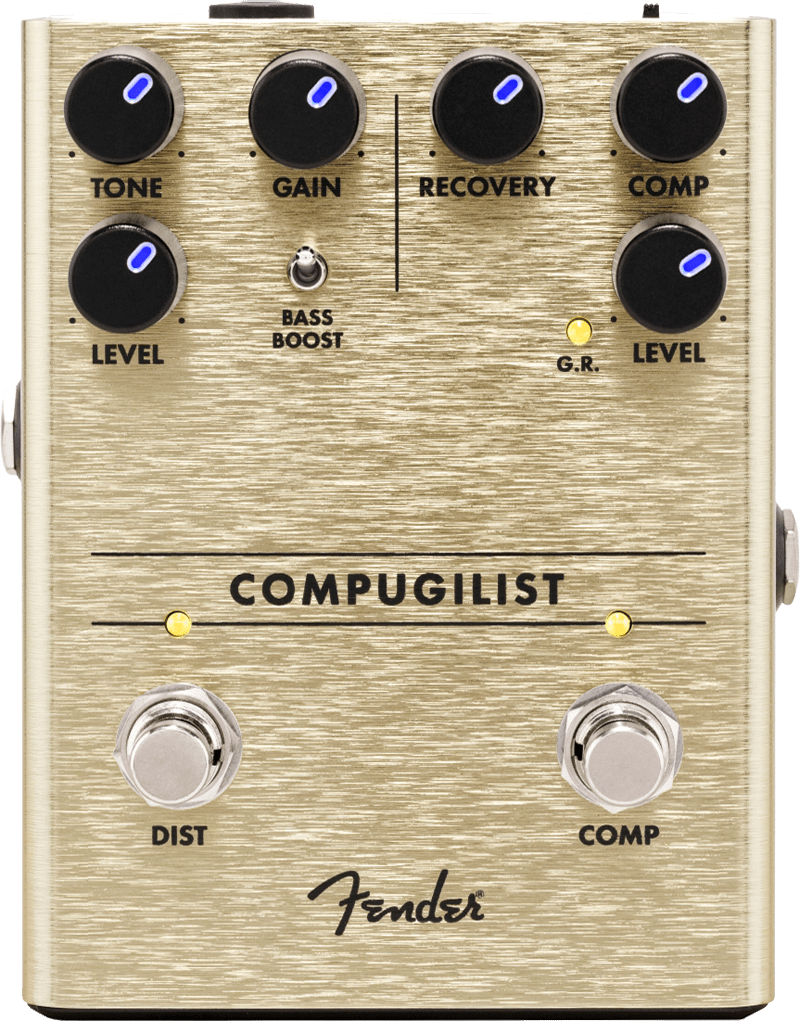 TONE
GAIN
RECOVERY
COMP
LEVEL
BASS
BOOST
G.R.
LEVEL
COMPUGILIST
DIST
COMP
Fender®